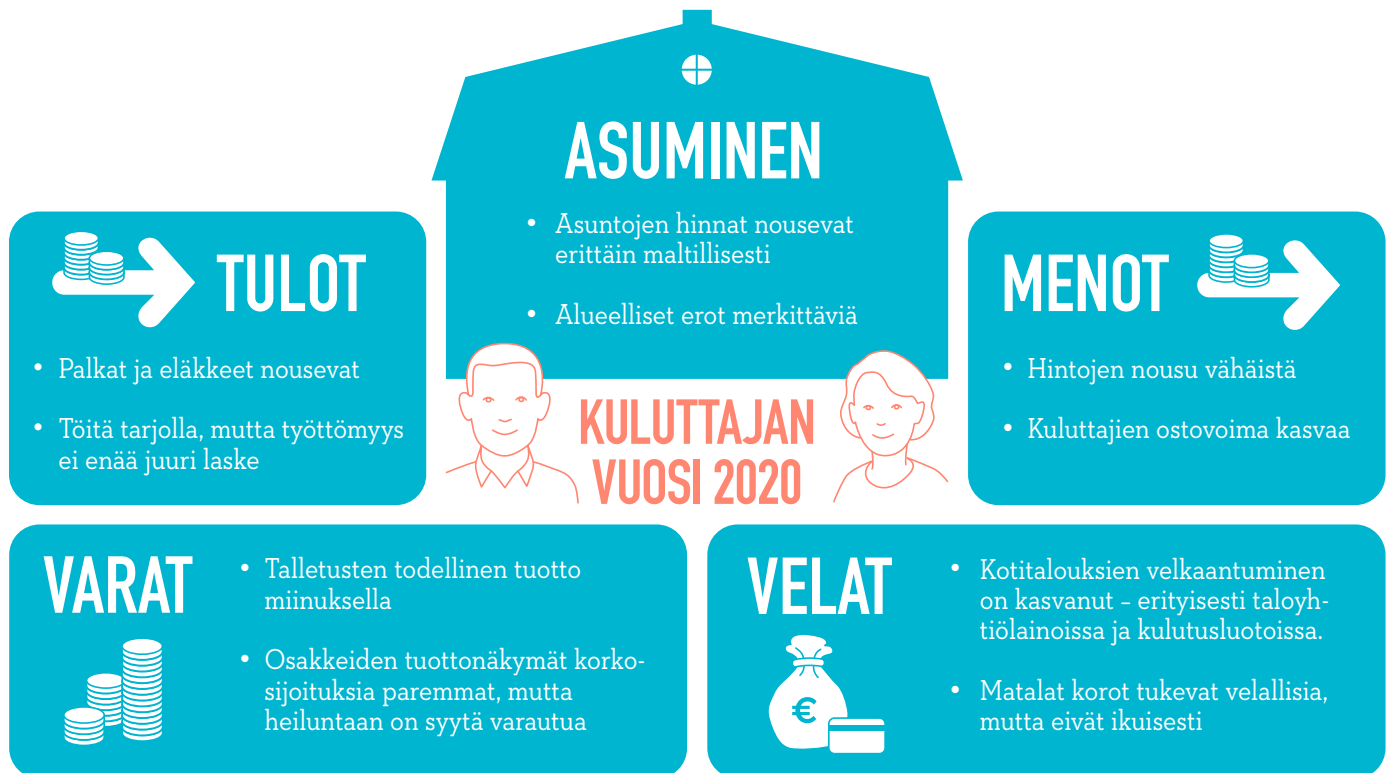 ASUMINEN
• Asuntojen hinnat nousevat
erittäin maltillisesti
• Alueelliset erot merkittäviä
TULOT
• Palkat ja eläkkeet nousevat
• Töitä tarjolla, mutta työttömyys
ei enää juuri laske
MENOT
• Hintojen nousu vähäistä
• Kuluttajien ostovoima kasvaa
KULUTTAJAN
VUOSI 2020
VARAT
• Talletusten todellinen tuotto
miinuksella
• Osakkeiden tuottonäkymät korko-
sijoituksia paremmat, mutta
heiluntaan on syytä varautua
VELAT
• Kotitalouksien velkaantuminen
on kasvanut – erityisesti taloyh-
tiölainoissa ja kulutusluotoissa.
• Matalat korot tukevat velallisia,
mutta eivät ikuisesti
€